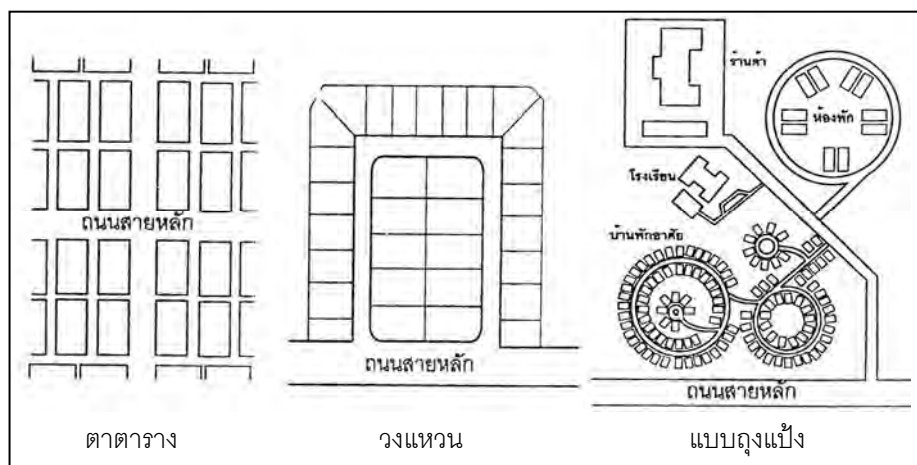 ถนนสายหลัก
ตาตาราง
ถนนสายหลัก
วงแหวน
ร้านค้า
ห้องพัก
โรงเรียน
บ้านพักอาศัย
ถนนสายหลัก
แบบถุงแป้ง